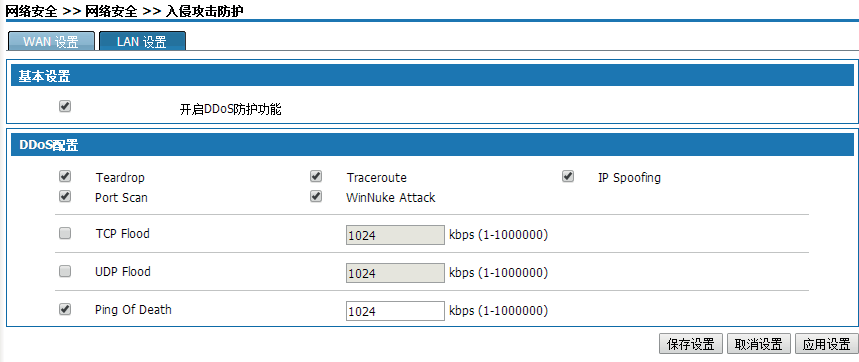 网络安全 >> 网络安全 >> 入侵攻击防护
WAN 设置 LAN 设置
基本设置
开启DDoS防护功能
DDoS配置
Teardrop Traceroute IP Spoofing
Port Scan WinNuke Attack
TCP Flood 1024 kbps (1-1000000)
UDP Flood 1024 kbps (1-1000000)
Ping Of Death 1024 kbps (1-1000000)
保存设置 取消设置 应用设置